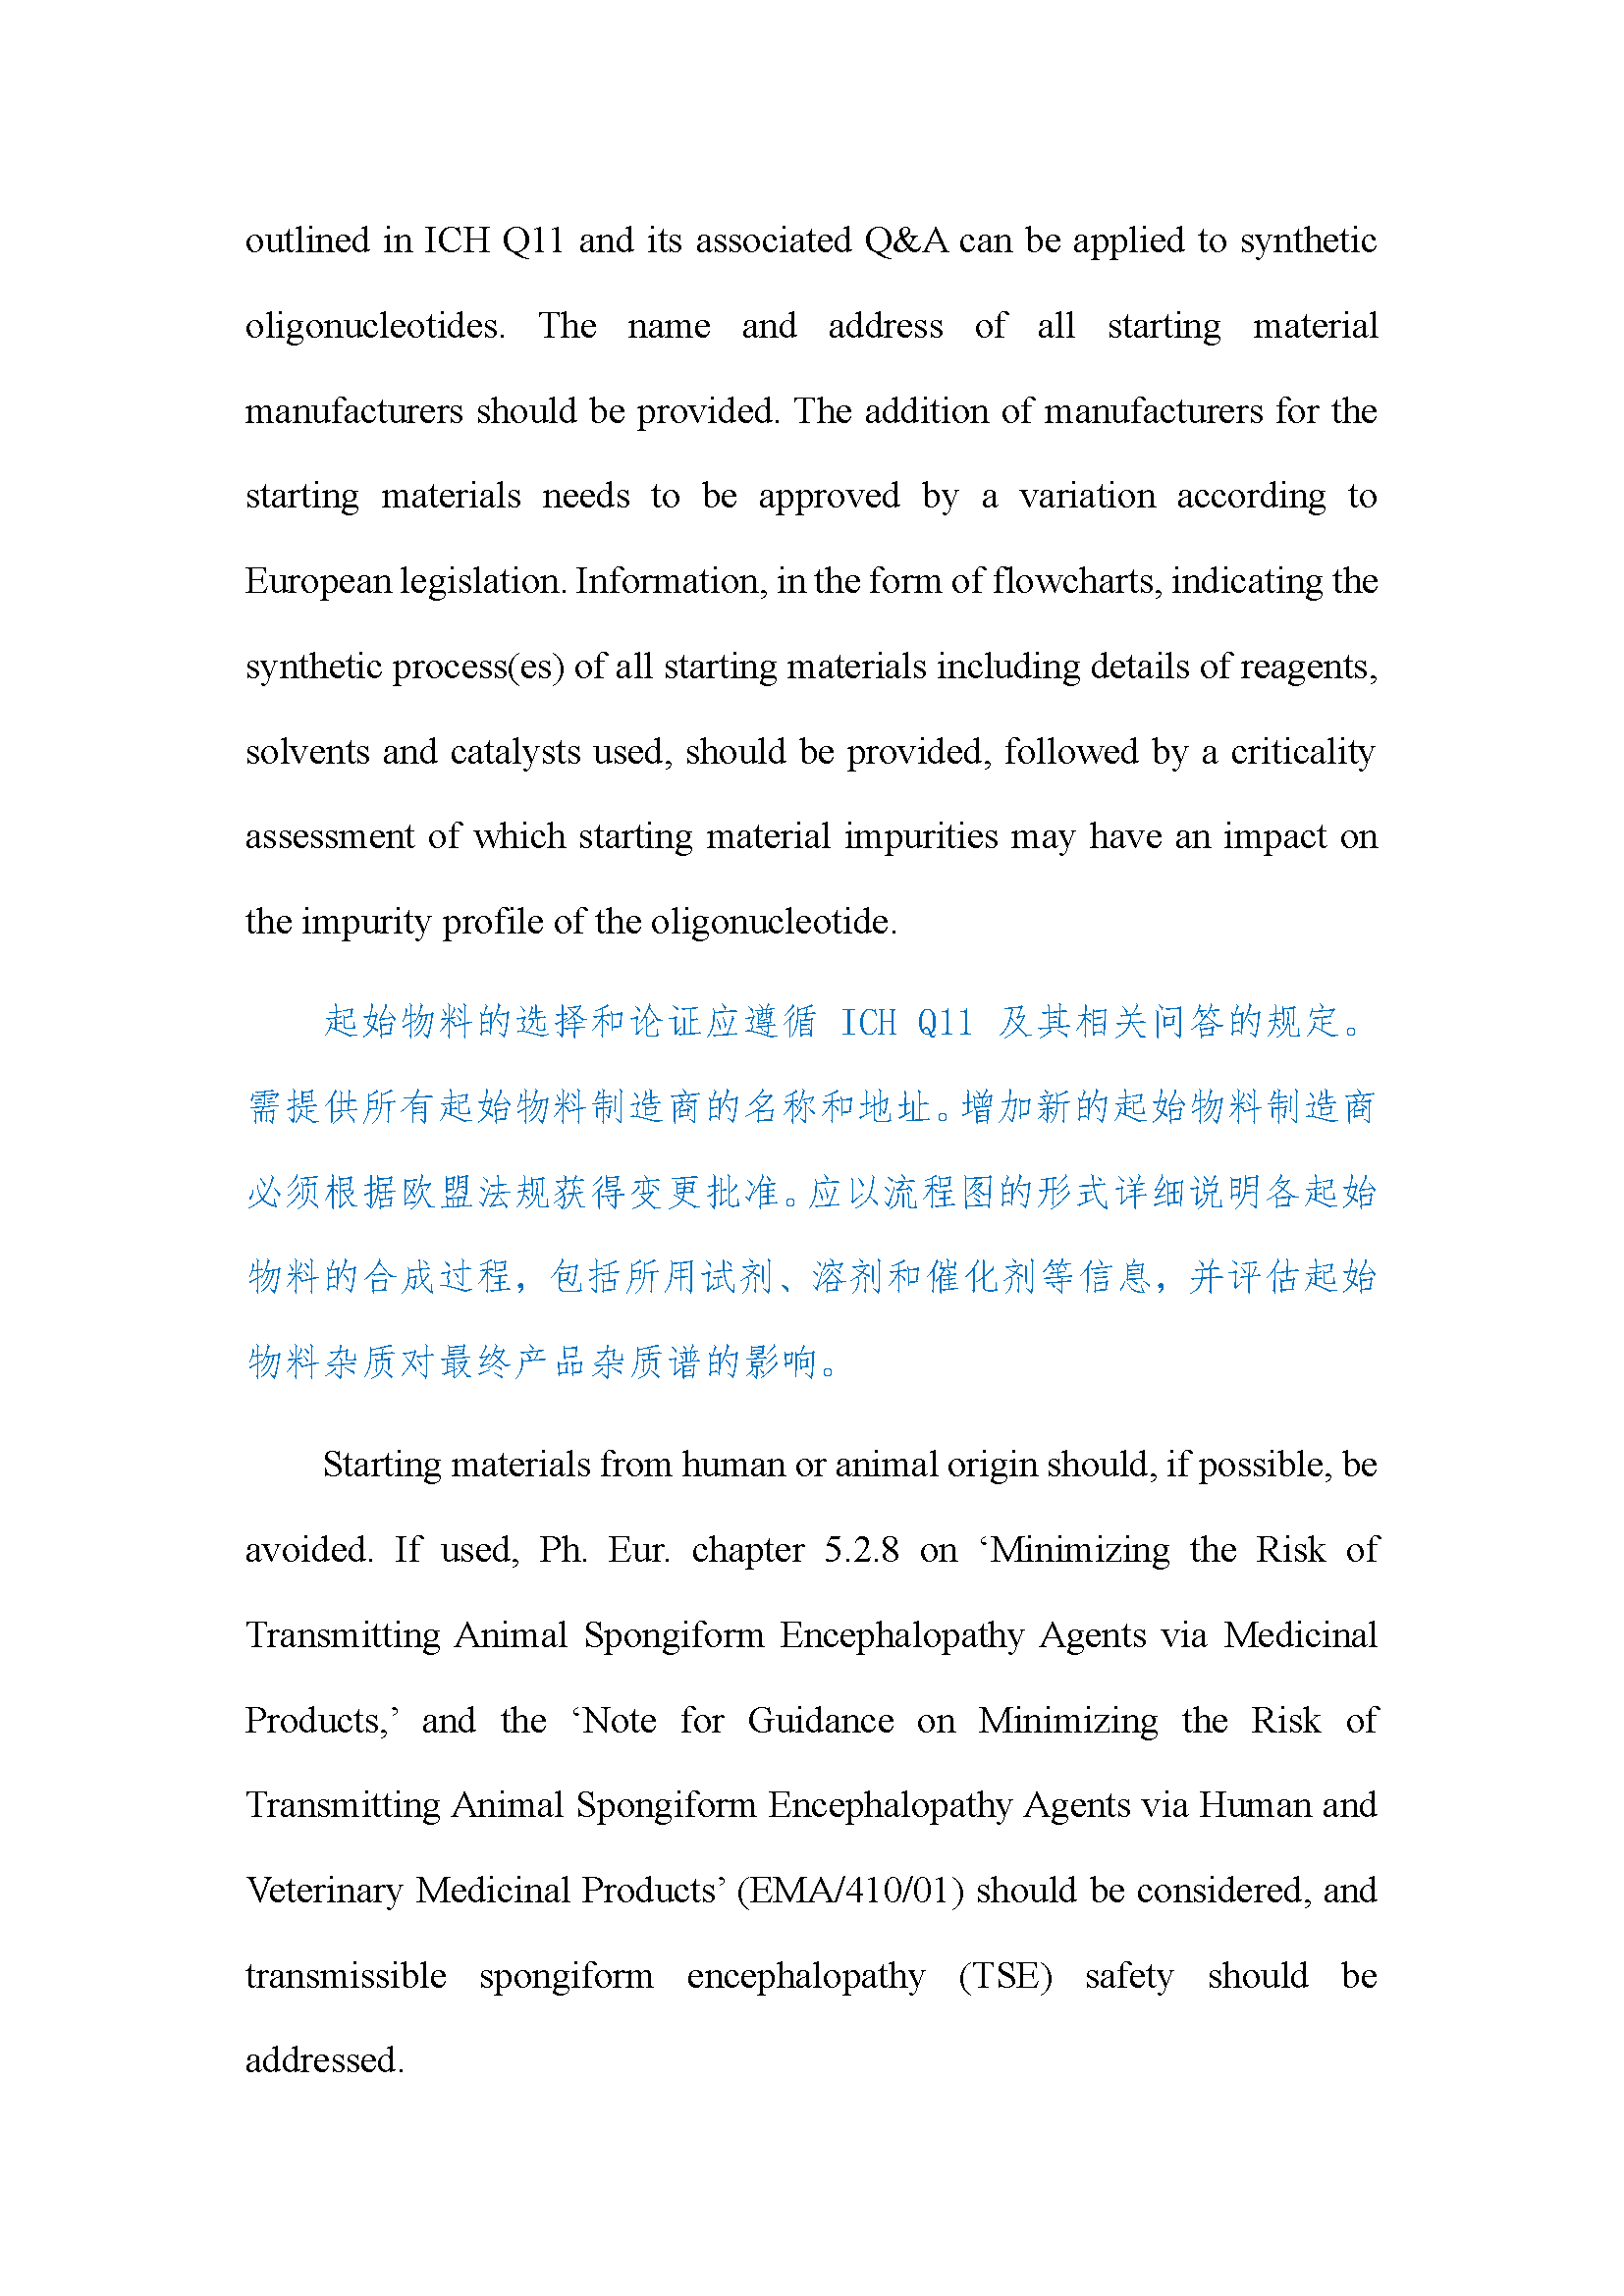 outlined in ICH Q11 and its associated Q&A can be applied to synthetic
oligonucleotides. The name and address of all starting material
manufacturers should be provided. The addition of manufacturers for the
starting materials needs to be approved by a variation according to
European legislation. Information, in the form of flowcharts, indicating the
synthetic process(es) of all starting materials including details of reagents,
solvents and catalysts used, should be provided, followed by a criticality
assessment of which starting material impurities may have an impact on
the impurity profile of the oligonucleotide.
起始物料的选择和论证应遵循 ICH Q11 及其相关问答的规定。
需提供所有起始物料制造商的名称和地址。增加新的起始物料制造商
必须根据欧盟法规获得变更批准。应以流程图的形式详细说明各起始
物料的合成过程，包括所用试剂、溶剂和催化剂等信息，并评估起始
物料杂质对最终产品杂质谱的影响。
Starting materials from human or animal origin should, if possible, be
avoided. If used, Ph. Eur. chapter 5.2.8 on ‘Minimizing the Risk of
Transmitting Animal Spongiform Encephalopathy Agents via Medicinal
Products,’ and the ‘Note for Guidance on Minimizing the Risk of
Transmitting Animal Spongiform Encephalopathy Agents via Human and
Veterinary Medicinal Products’ (EMA/410/01) should be considered, and
transmissible spongiform encephalopathy (TSE) safety should be
addressed.